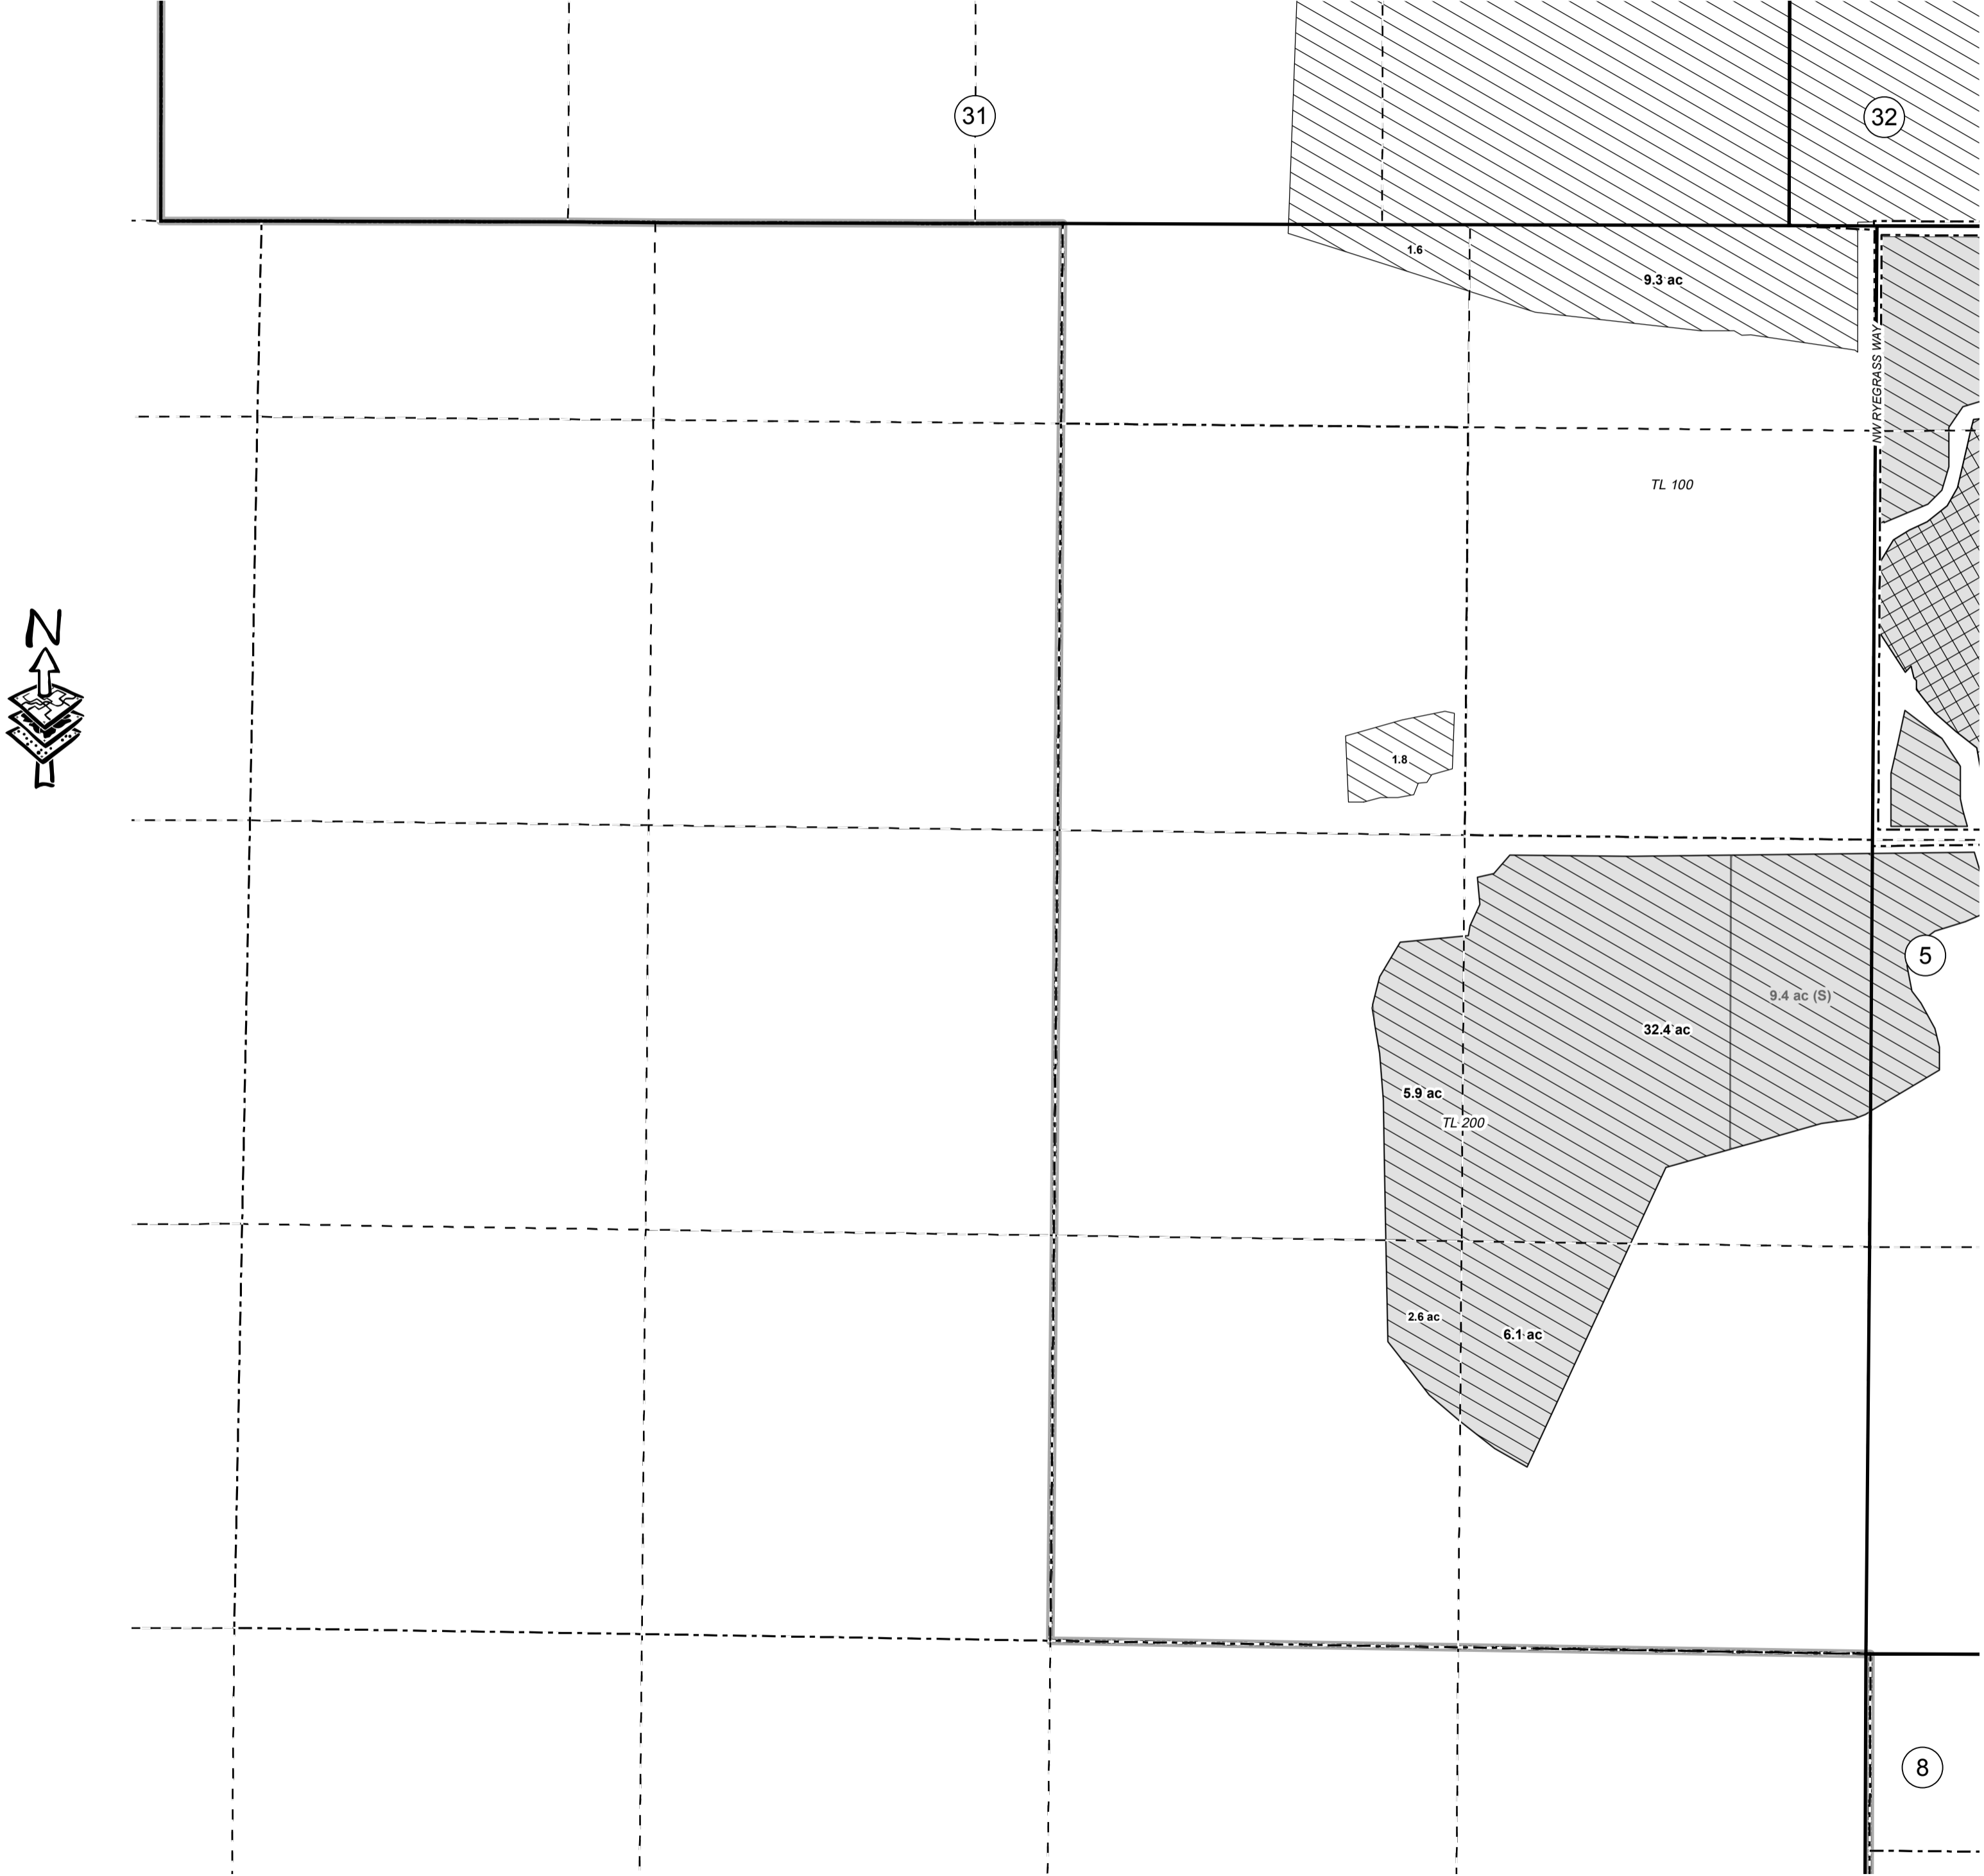 31
32
1.6
9.3 ac
NW RYEGRASS WAY
TL 100
N
1.8
5
9.4 ac (S)
32.4 ac
5.9 ac
TL 200
2.6 ac
6.1 ac
8